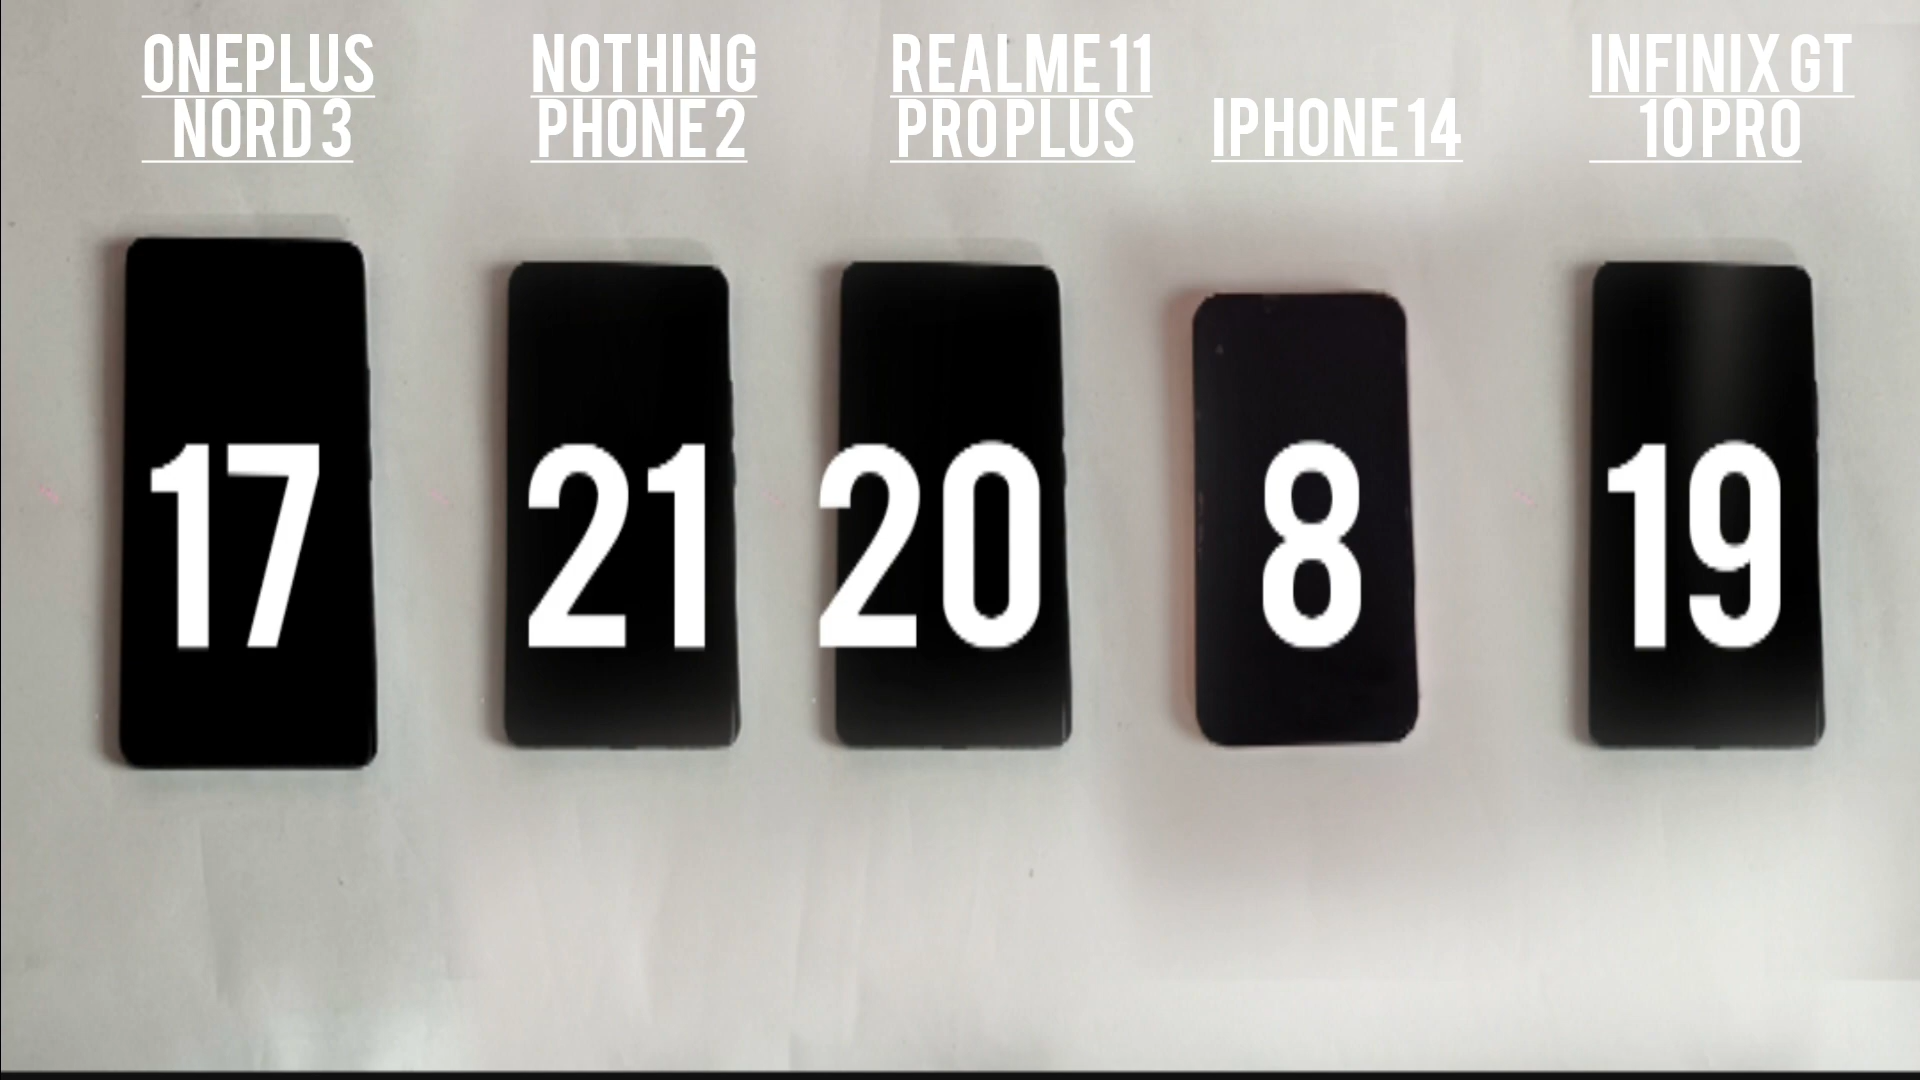 ONEPLUS
NORD 3
NOTHING
PHONE 2
REALME 11
PRO PLUS
IPHONE 14
INFINIX GT
10 PRO
17
21
20
8
19